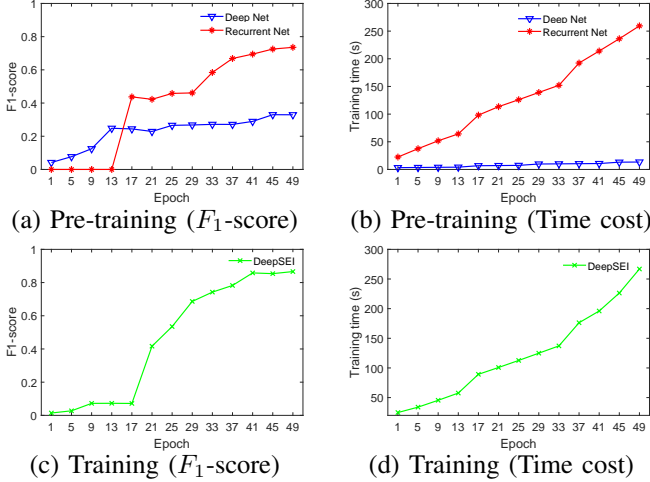 Deep Net
Recurrent Net
F1-score
1
0.8
0.6
0.4
0.2
0
1 5 9 13 17 21 25 29 33 37 41 45 49
Epoch
(a) Pre-training (F₁-score)
Deep Net
Recurrent Net
Training time (s)
300
250
200
150
100
50
0
1 5 9 13 17 21 25 29 33 37 41 45 49
Epoch
(b) Pre-training (Time cost)
DeepSEI
F1-score
1
0.8
0.6
0.4
0.2
0
1 5 9 13 17 21 25 29 33 37 41 45 49
Epoch
(c) Training (F₁-score)
DeepSEI
Training time (s)
300
250
200
150
100
50
1 5 9 13 17 21 25 29 33 37 41 45 49
Epoch
(d) Training (Time cost)